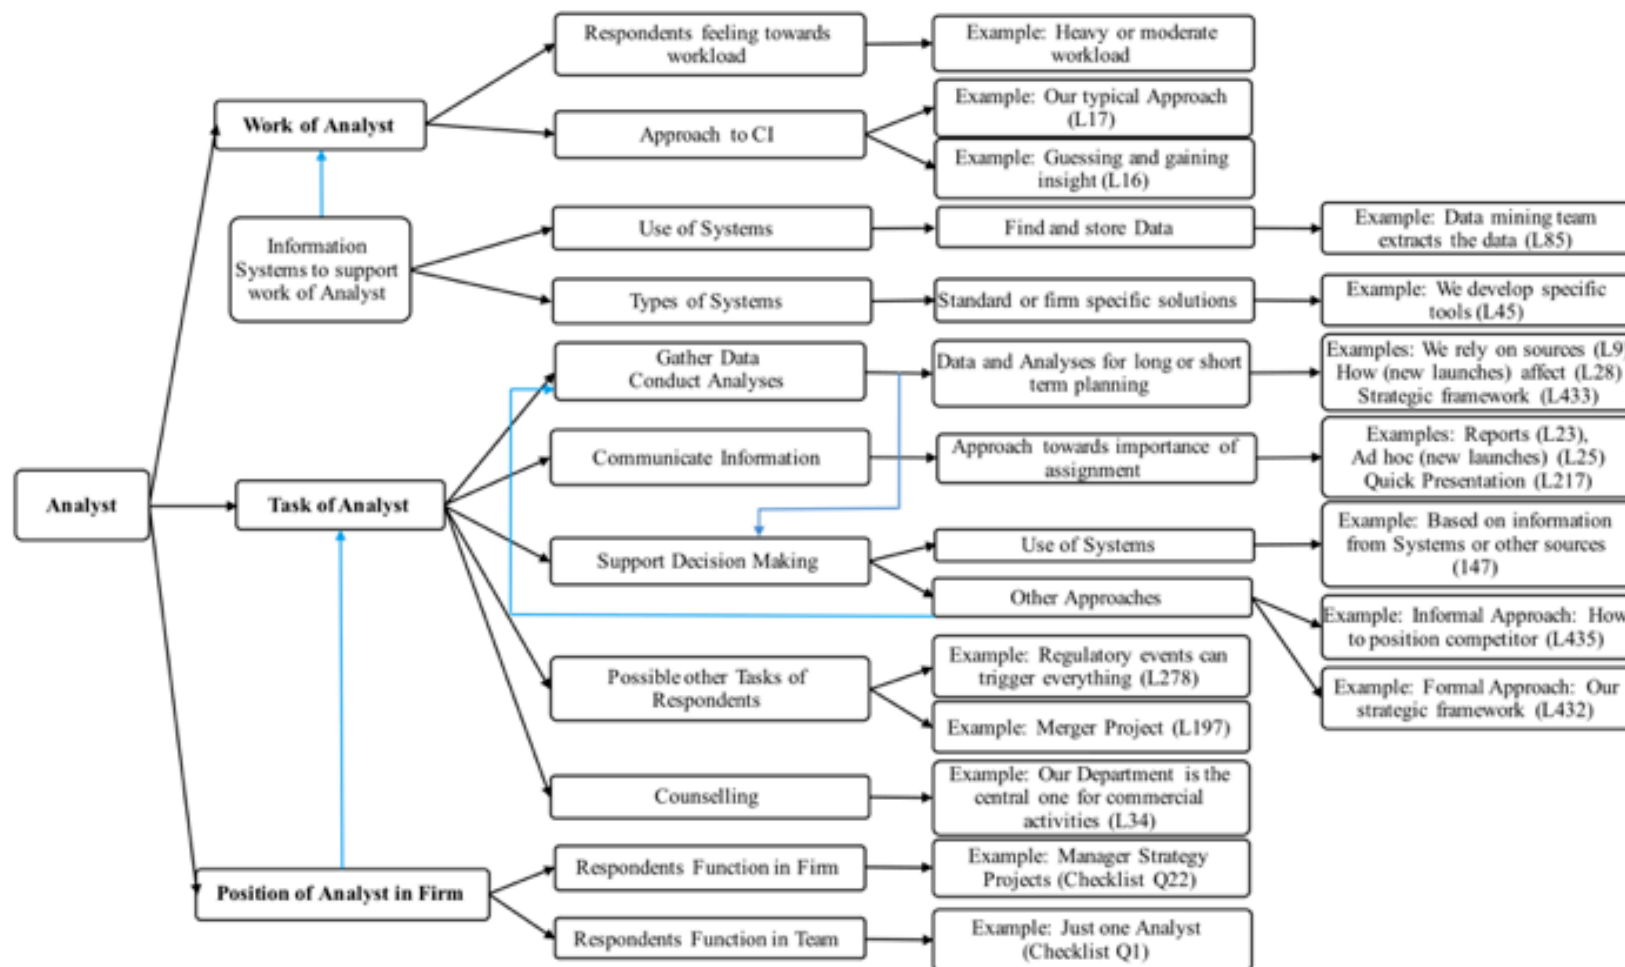 Respondents feeling towards
workload
Example: Heavy or moderate
workload
Work of Analyst
Approach to CI
Example: Our typical Approach
(L17)
Example: Guessing and gaining
insight (L16)
Information
Systems to support
work of Analyst
Use of Systems
Find and store Data
Example: Data mining team
extracts the data (L85)
Types of Systems
Standard or firm specific solutions
Example: We develop specific
tools (L45)
Gather Data
Conduct Analyses
Data and Analyses for long or short
term planning
Examples: We rely on sources (L9)
How (new launches) affect (L28)
Strategic framework (L433)
Communicate Information
Approach towards importance of
assignment
Examples: Reports (L23),
Ad hoc (new launches) (L25)
Quick Presentation (L217)
Analyst
Task of Analyst
Support Decision Making
Use of Systems
Example: Based on information
from Systems or other sources
(147)
Other Approaches
Example: Informal Approach: How
to position competitor (L435)
Example: Formal Approach: Our
strategic framework (L432)
Possible other Tasks of
Respondents
Example: Regulatory events can
trigger everything (L278)
Example: Merger Project (L197)
Counselling
Example: Our Department is the
central one for commercial
activities (L34)
Position of Analyst in Firm
Respondents Function in Firm
Example: Manager Strategy
Projects (Checklist Q22)
Respondents Function in Team
Example: Just one Analyst
(Checklist Q1)